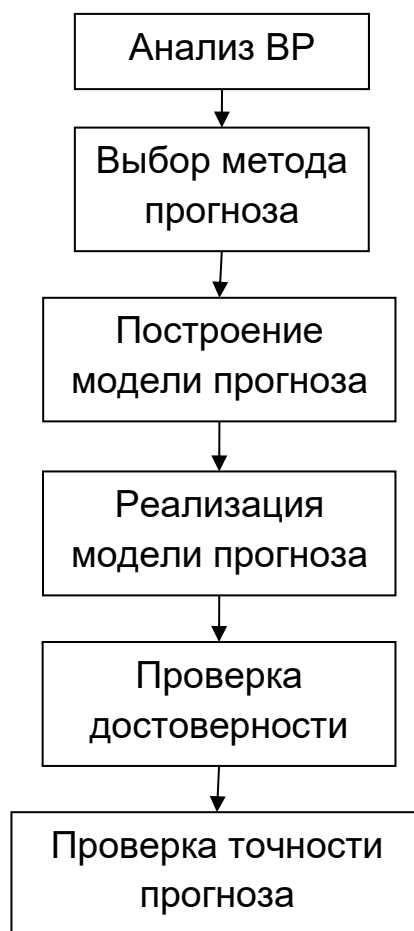 Анализ ВР
Выбор метода
прогноза
Построение
модели прогноза
Реализация
модели прогноза
Проверка
достоверности
Проверка точности
прогноза